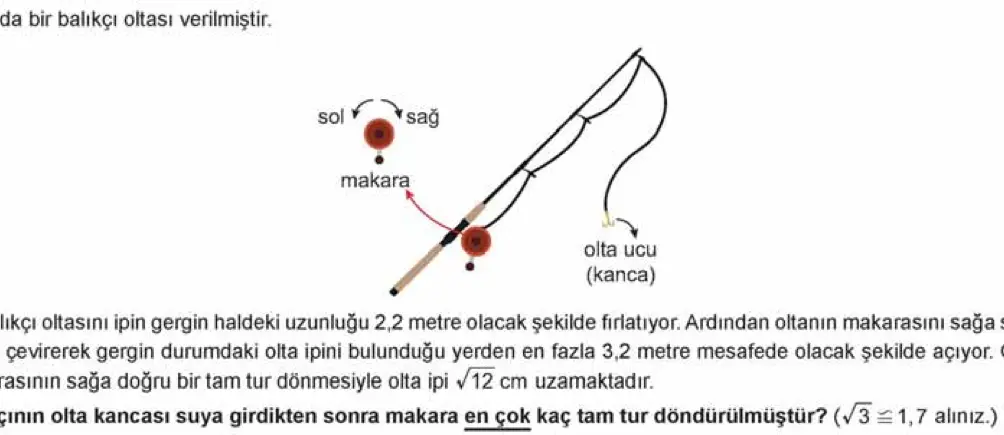 da bir balıkçı oltası verilmiştir.
sol sağ
makara
olta ucu
(kanca)
lıkçı oltasını ipin gergin haldeki uzunluğu 2,2 metre olacak şekilde fırlatıyor. Ardından oltanın makarasını sağa s
çevirerek gergin durumdaki olta ipini bulunduğu yerden en fazla 3,2 metre mesafede olacak şekilde açıyor.
rasının sağa doğru bir tam tur dönmesiyle olta ipi √12 cm uzamaktadır.
çının olta kancası suya girdikten sonra makara en çok kaç tam tur döndürülmüştür? (√3 ≅ 1,7 alınız.)